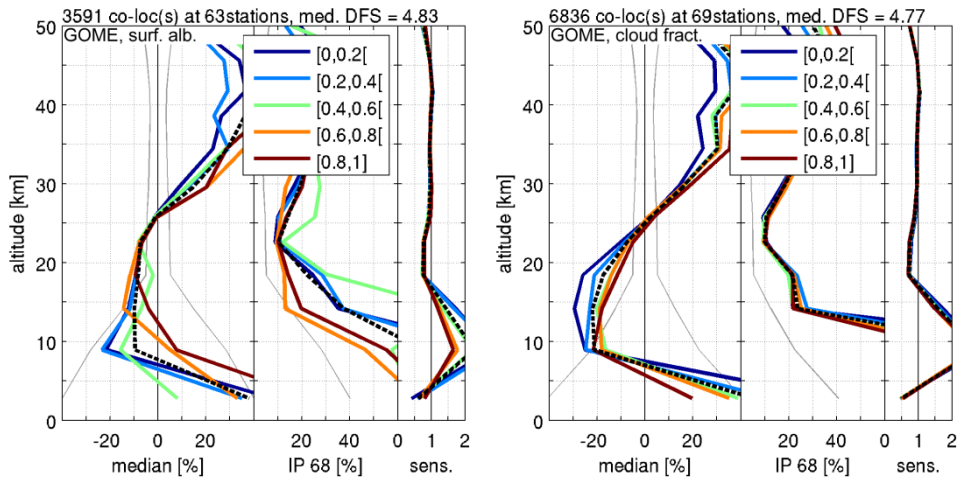 3591 co-loc(s) at 63stations, med. DFS = 4.83
GOME, surf. alb.
[0,0.2[
[0.2,0.4[
[0.4,0.6[
[0.6,0.8[
[0.8,1]
50
40
30
20
10
0
altitude [km]
-20 0 20
median [%]
20 40
IP 68 [%]
0 1 2
sens.
6836 co-loc(s) at 69stations, med. DFS = 4.77
GOME, cloud fract.
[0,0.2[
[0.2,0.4[
[0.4,0.6[
[0.6,0.8[
[0.8,1]
50
40
30
20
10
0
altitude [km]
-20 0 20
median [%]
20 40
IP 68 [%]
0 1 2
sens.